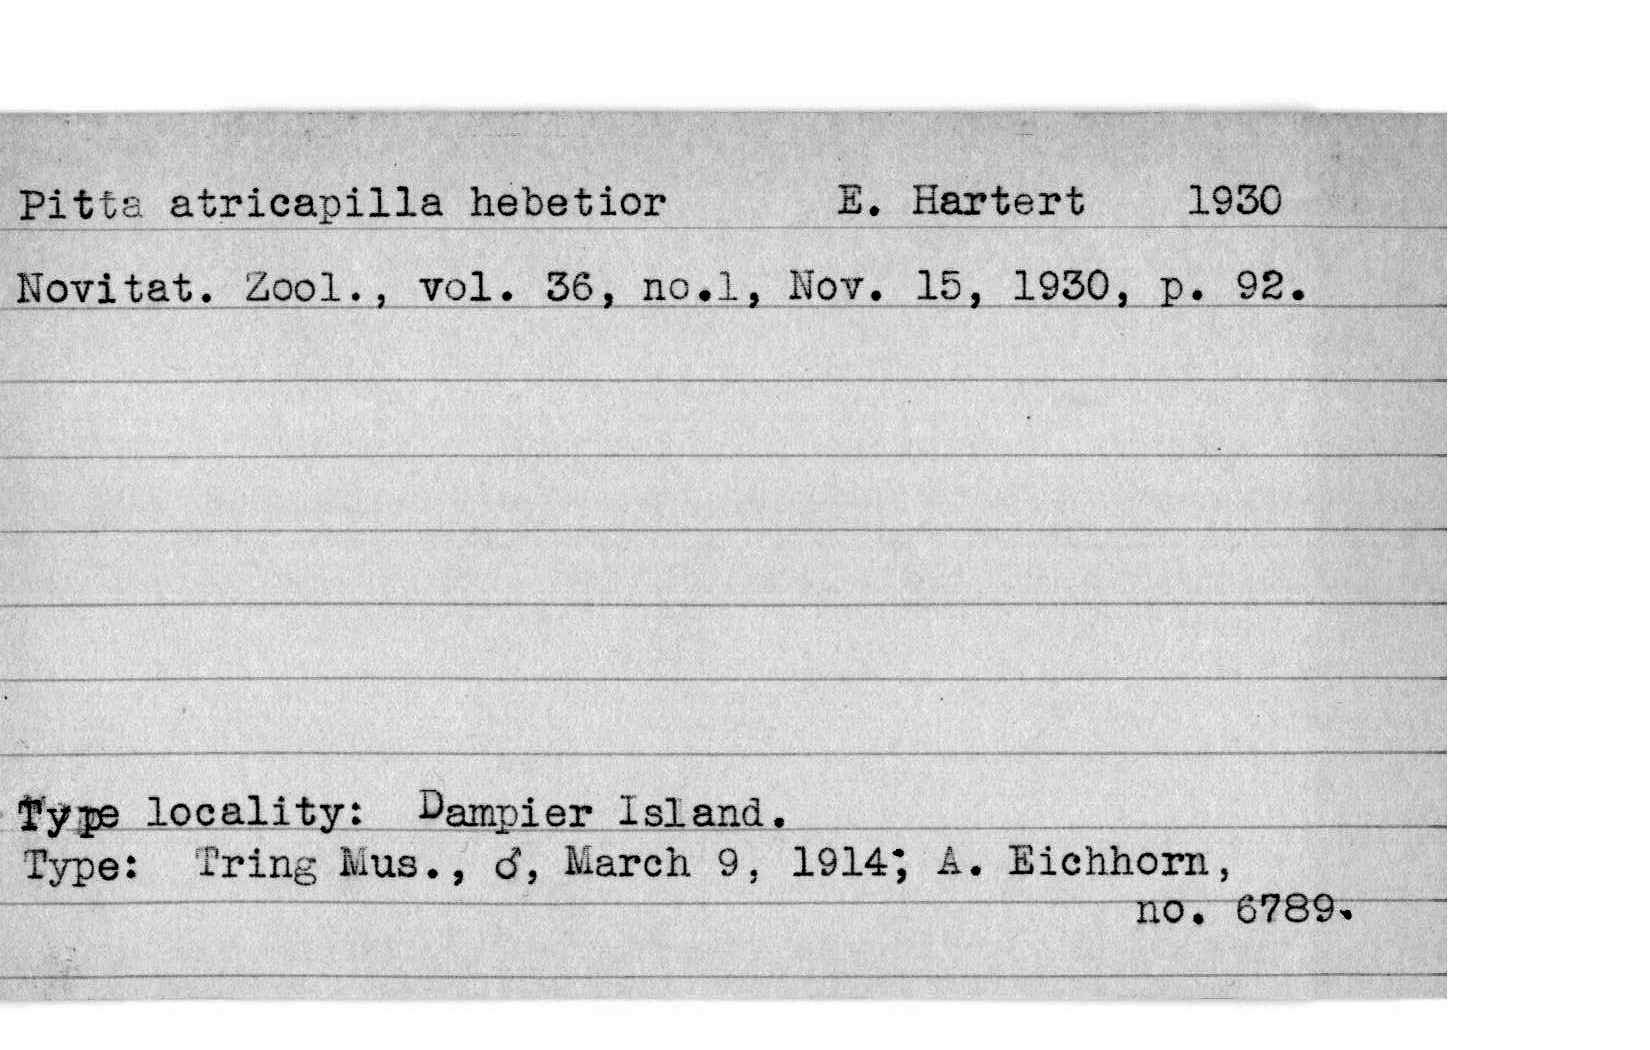 Pitta atricapilla hebetior E. Hartert 1930
Novitat. Zool., vol. 36, no.1, Nov. 15, 1930, p. 92.
Type locality: Dampier Island.
Type: Tring Mus., ♂, March 9, 1914; A. Eichhorn,
no. 6789.